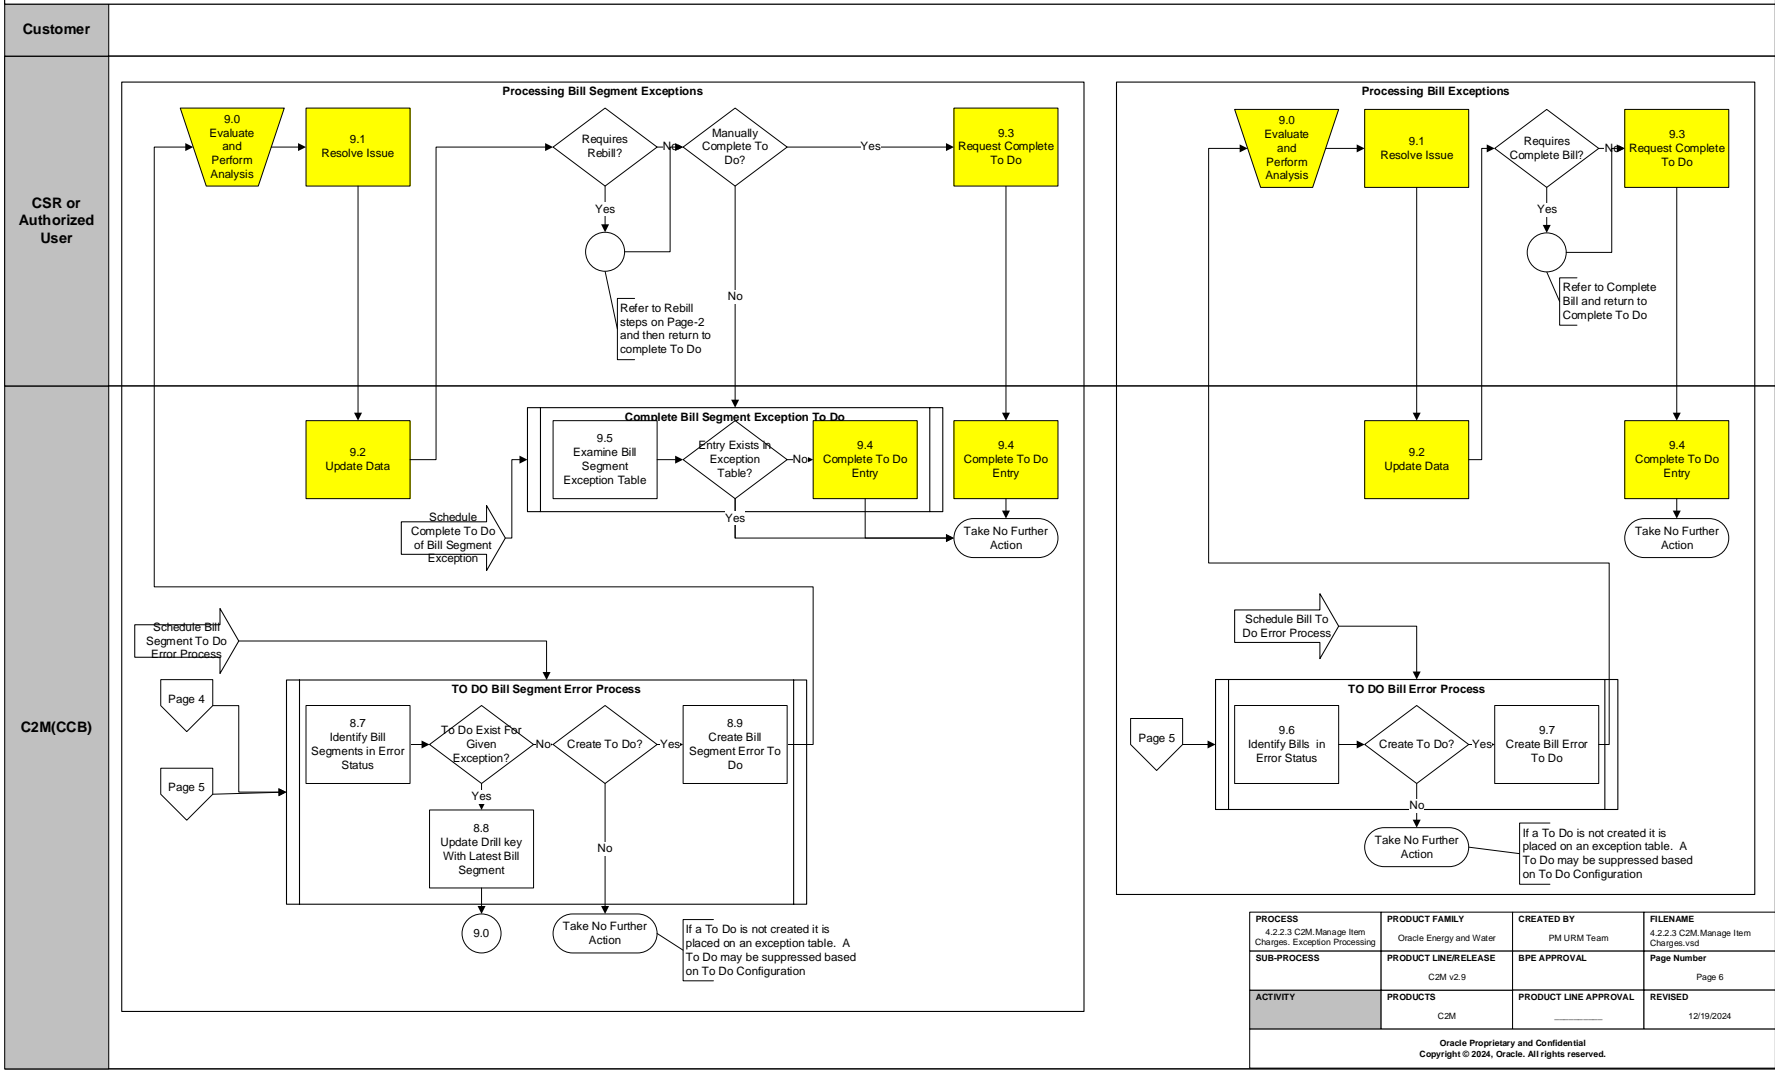 Customer
CSR or
Authorized
User
C2M(CCB)
Processing Bill Segment Exceptions
9.0
Evaluate
and
Perform
Analysis
9.1
Resolve Issue
Requires
Rebill?
No
Manually
Complete To
Do?
Yes
9.3
Request Complete
To Do
Yes
No
Refer to Rebill
steps on Page-2
and then return to
complete To Do
9.2
Update Data
Complete Bill Segment Exception To Do
9.5
Examine Bill
Segment
Exception Table
Entry Exists in
Exception
Table?
No
9.4
Complete To Do
Entry
9.4
Complete To Do
Entry
Yes
Schedule
Complete To Do
of Bill Segment
Exception
Take No Further
Action
Schedule Bill
Segment To Do
Error Process
Page 4
Page 5
TO DO Bill Segment Error Process
8.7
Identify Bill
Segments in Error
Status
To Do Exist For
Given
Exception?
No
Create To Do?
Yes
8.9
Create Bill
Segment Error To
Do
Yes
8.8
Update Drill key
With Latest Bill
Segment
No
9.0
Take No Further
Action
If a To Do is not created it is
placed on an exception table. A
To Do may be suppressed based
on To Do Configuration
Processing Bill Exceptions
9.0
Evaluate
and
Perform
Analysis
9.1
Resolve Issue
Requires
Complete Bill?
No
9.3
Request Complete
To Do
Yes
Refer to Complete
Bill and return to
Complete To Do
9.2
Update Data
9.4
Complete To Do
Entry
Take No Further
Action
Schedule Bill To
Do Error Process
Page 5
TO DO Bill Error Process
9.6
Identify Bills in
Error Status
Create To Do?
Yes
9.7
Create Bill Error
To Do
No
Take No Further
Action
If a To Do is not created it is
placed on an exception table. A
To Do may be suppressed based
on To Do Configuration
PROCESS
4.2.2.3 C2M.Manage Item
Charges. Exception Processing
PRODUCT FAMILY
Oracle Energy and Water
CREATED BY
PM URM Team
FILENAME
4.2.2.3 C2M.Manage Item
Charges.vsd
SUB-PROCESS
PRODUCT LINE/RELEASE
C2M v2.9
BPE APPROVAL
Page Number
Page 6
ACTIVITY
PRODUCTS
C2M
PRODUCT LINE APPROVAL
____________
REVISED
12/19/2024
Oracle Proprietary and Confidential
Copyright © 2024, Oracle. All rights reserved.